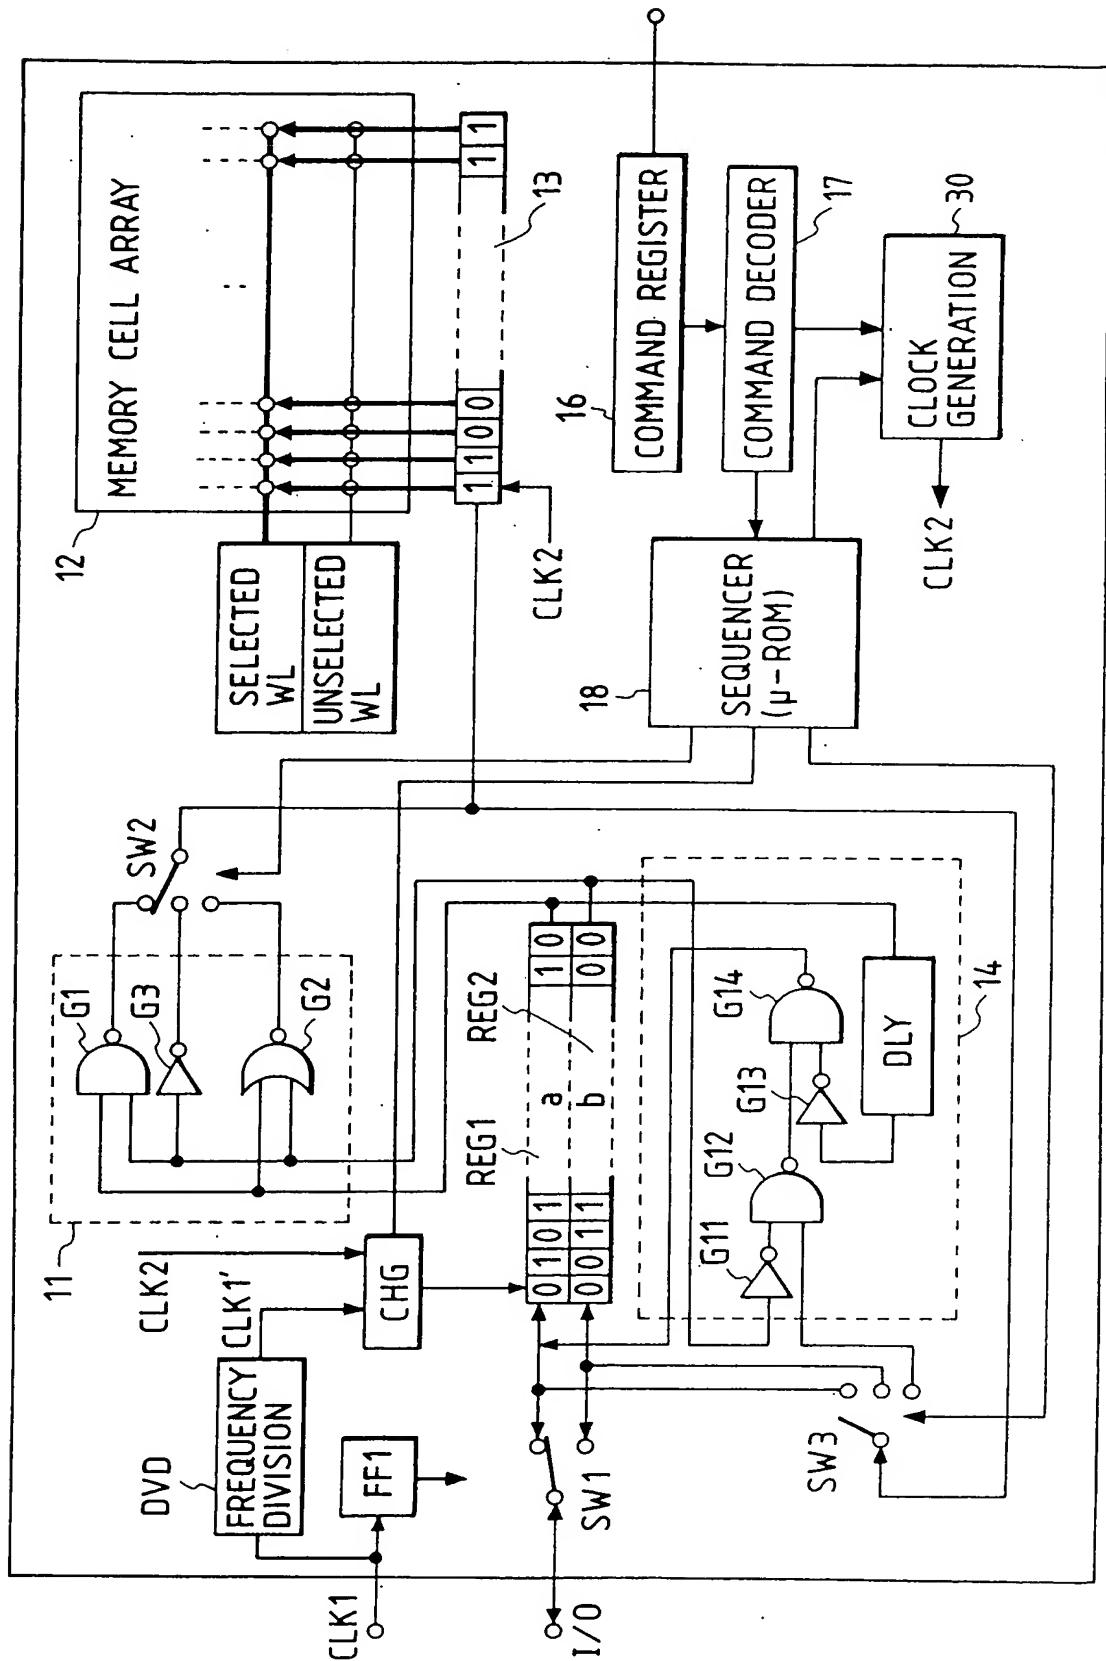 MEMORY CELL ARRAY
12
SELECTED
WL
UNSELECTED
WL
1 1 0 0
1 1
13
CLK2
SW2
G1
G3
G2
11
CLK2
CLK1'
DVD
FREQUENCY
DIVISION
CHG
FF1
CLK1
I/O
SW1
REG1
REG2
0 1 0 1
a
1 0
0 0 1 1
b
0 0
SW3
G11
G12
G13
G14
DLY
14
18
SEQUENCER
(μ-ROM)
16
COMMAND REGISTER
COMMAND DECODER
17
CLOCK
GENERATION
30
CLK2